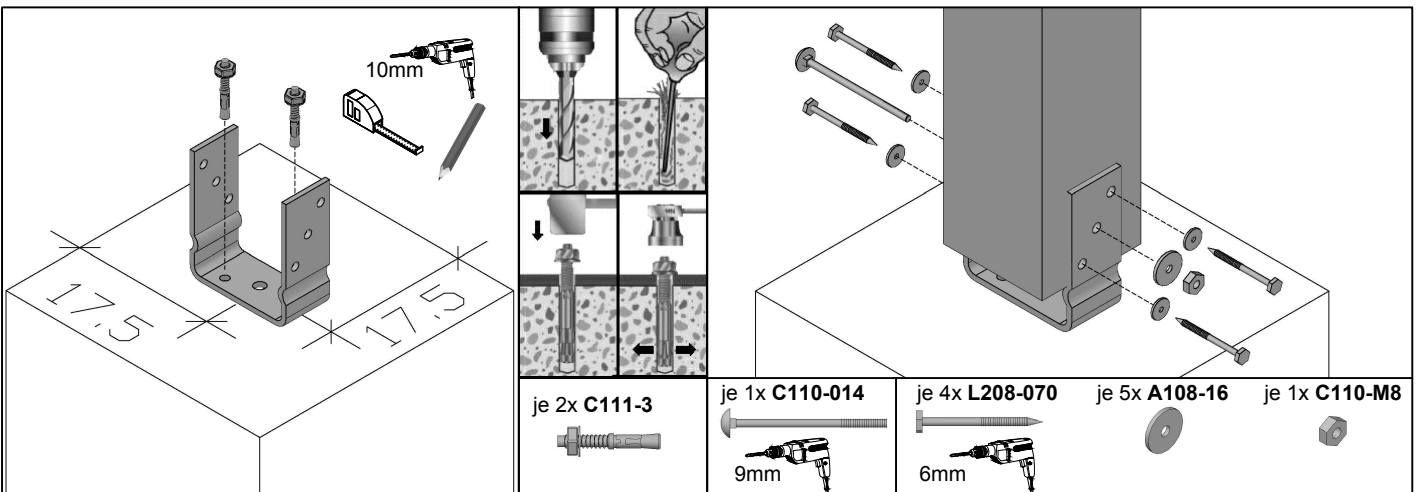 10mm
17.5
17.5
Nm
je 2x C111-3
je 1x C110-014
9mm
je 4x L208-070
6mm
je 5x A108-16
je 1x C110-M8